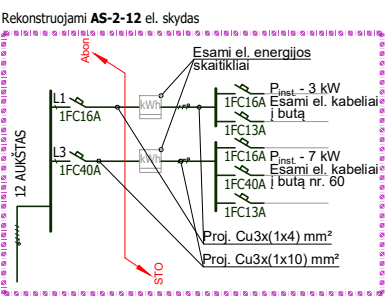 Rekonstruojami AS-2-12 el. skydas
Abon
Esami el. energijos
skaitikliai
L1
1FC16A
kWh
1FC16A
P inst. - 3 kW
Esami el. kabeliai
į butą
1FC13A
12 AUKŠTAS
L3
1FC40A
kWh
1FC16A
P inst. - 7 kW
Esami el. kabeliai
1FC40A
į butą nr. 60
1FC13A
Proj. Cu3x(1x4) mm²
Proj. Cu3x(1x10) mm²
STO